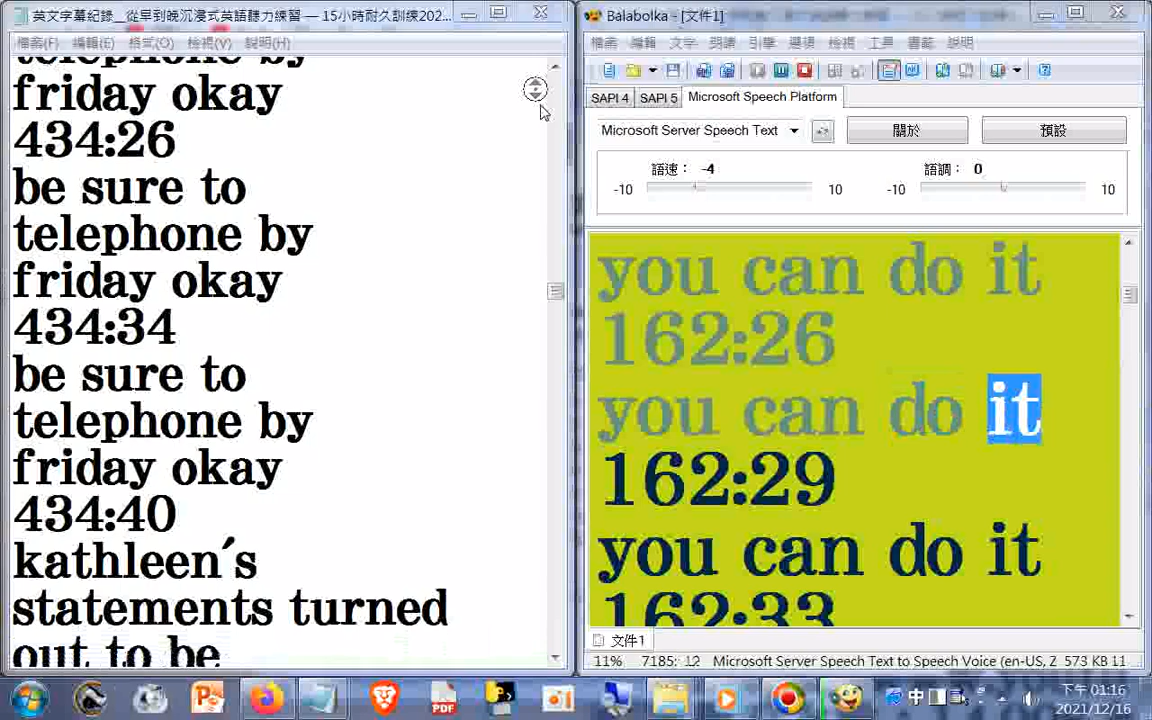 英文字幕紀錄__從早到晚沉浸式英語聽力練習 — 15小時耐久訓練202...
檔案(F) 編輯(E) 格式(O) 檢視(V) 說明(H)
telephone by
friday okay
434:26
be sure to
telephone by
friday okay
434:34
be sure to
telephone by
friday okay
434:40
kathleen's
statements turned
out to be
Balabolka - [文件1]
檔案 編輯 文字 朗讀 引擎 選項 檢視 工具 書籤 說明
SAPI 4 SAPI 5 Microsoft Speech Platform
Microsoft Server Speech Text 關於 預設
語速： -4 語調： 0
-10 10 -10 10
you can do it
162:26
you can do it
162:29
you can do it
162:33
文件1
11% 7185: 12 Microsoft Server Speech Text to Speech Voice (en-US, Z 573 KB 11
PDF 中 下午 01:16
2021/12/16